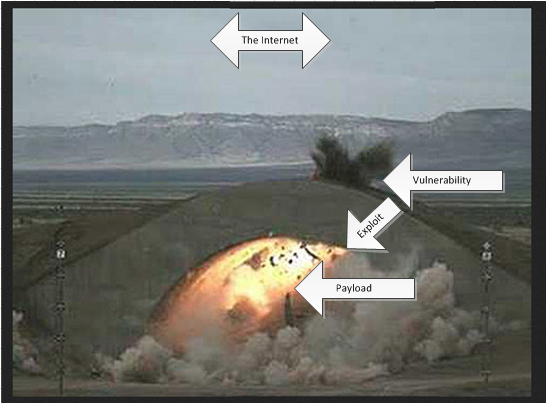 The Internet
Vulnerability
Exploit
Payload